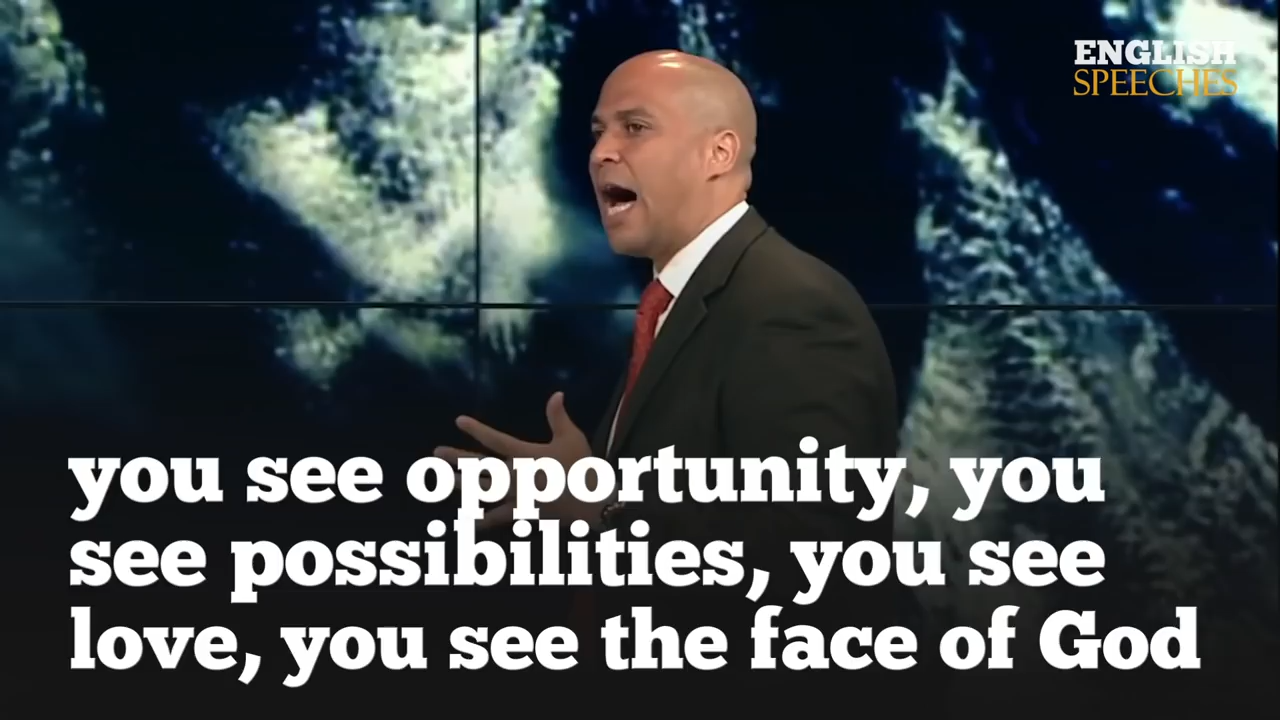 ENGLISH
SPEECHES
you see opportunity, you
see possibilities, you see
love, you see the face of God